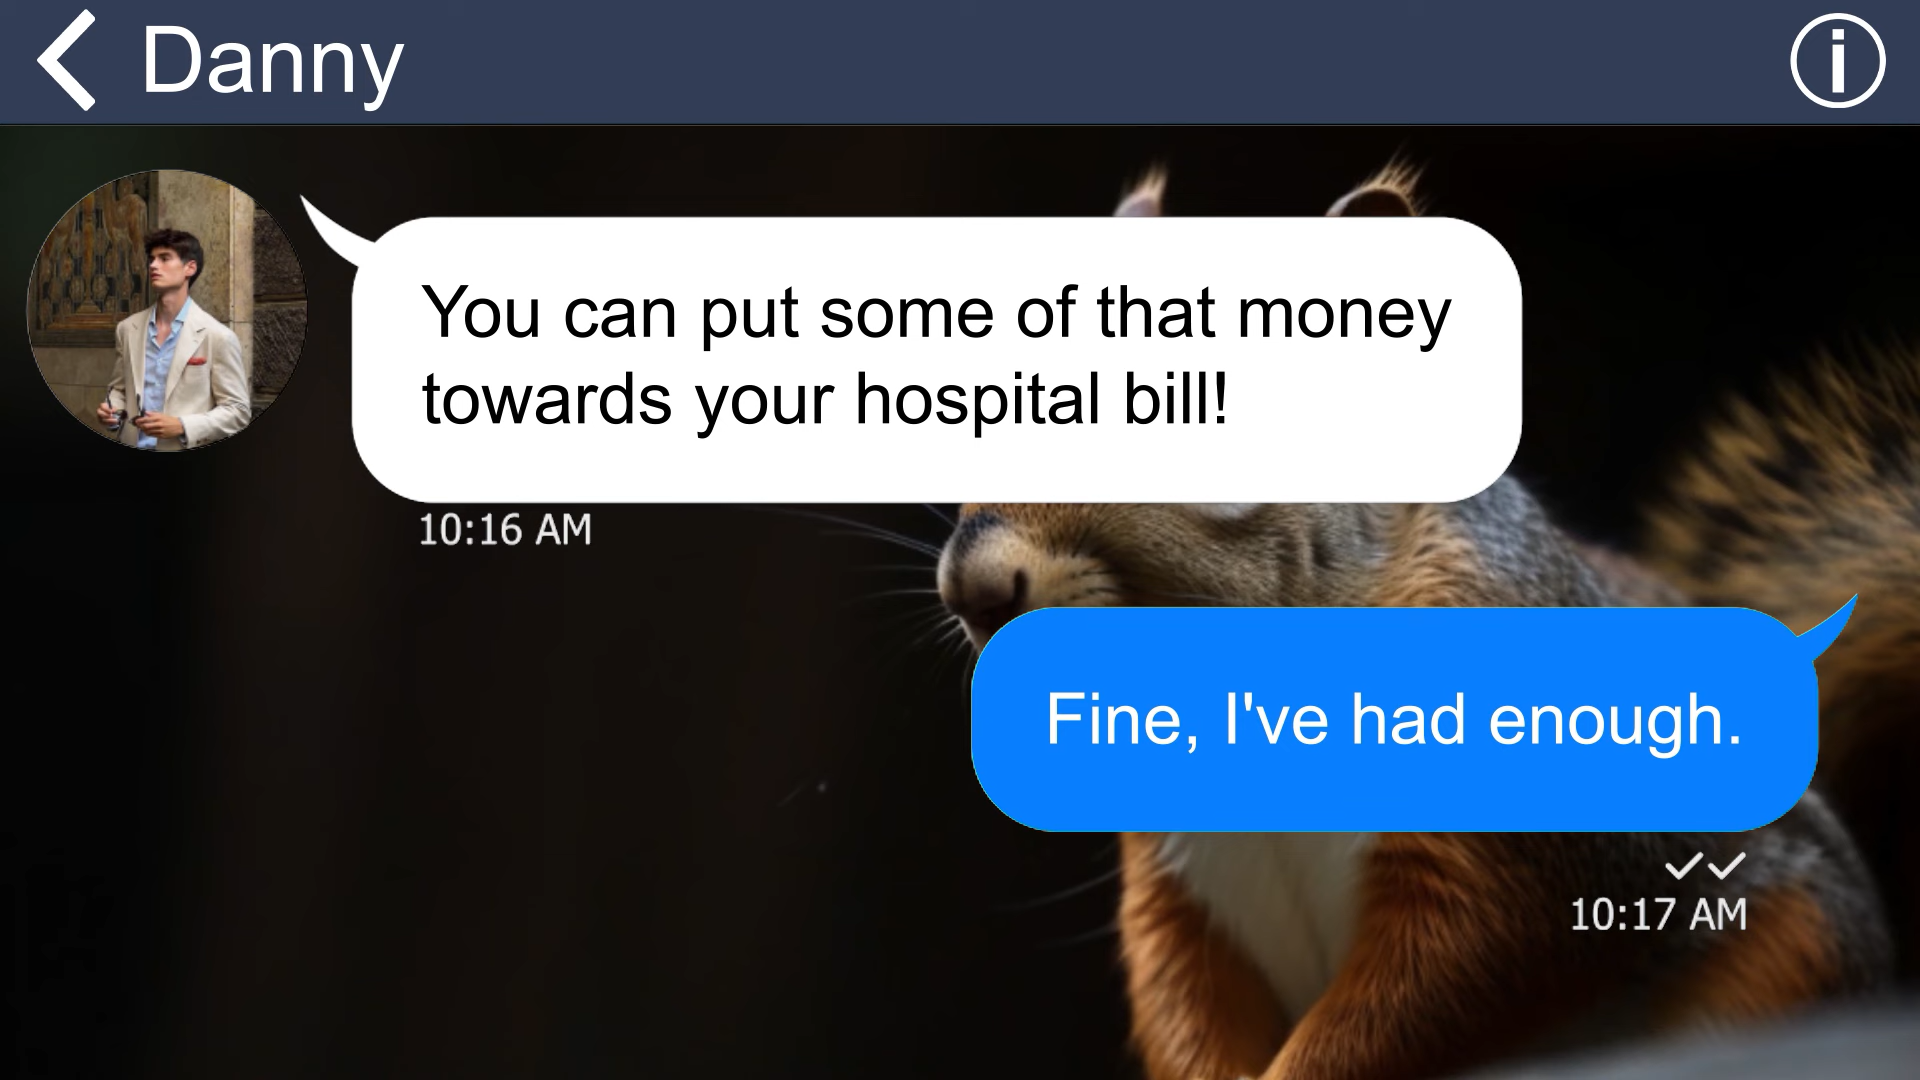 Danny
You can put some of that money
towards your hospital bill!
10:16 AM
Fine, I've had enough.
10:17 AM